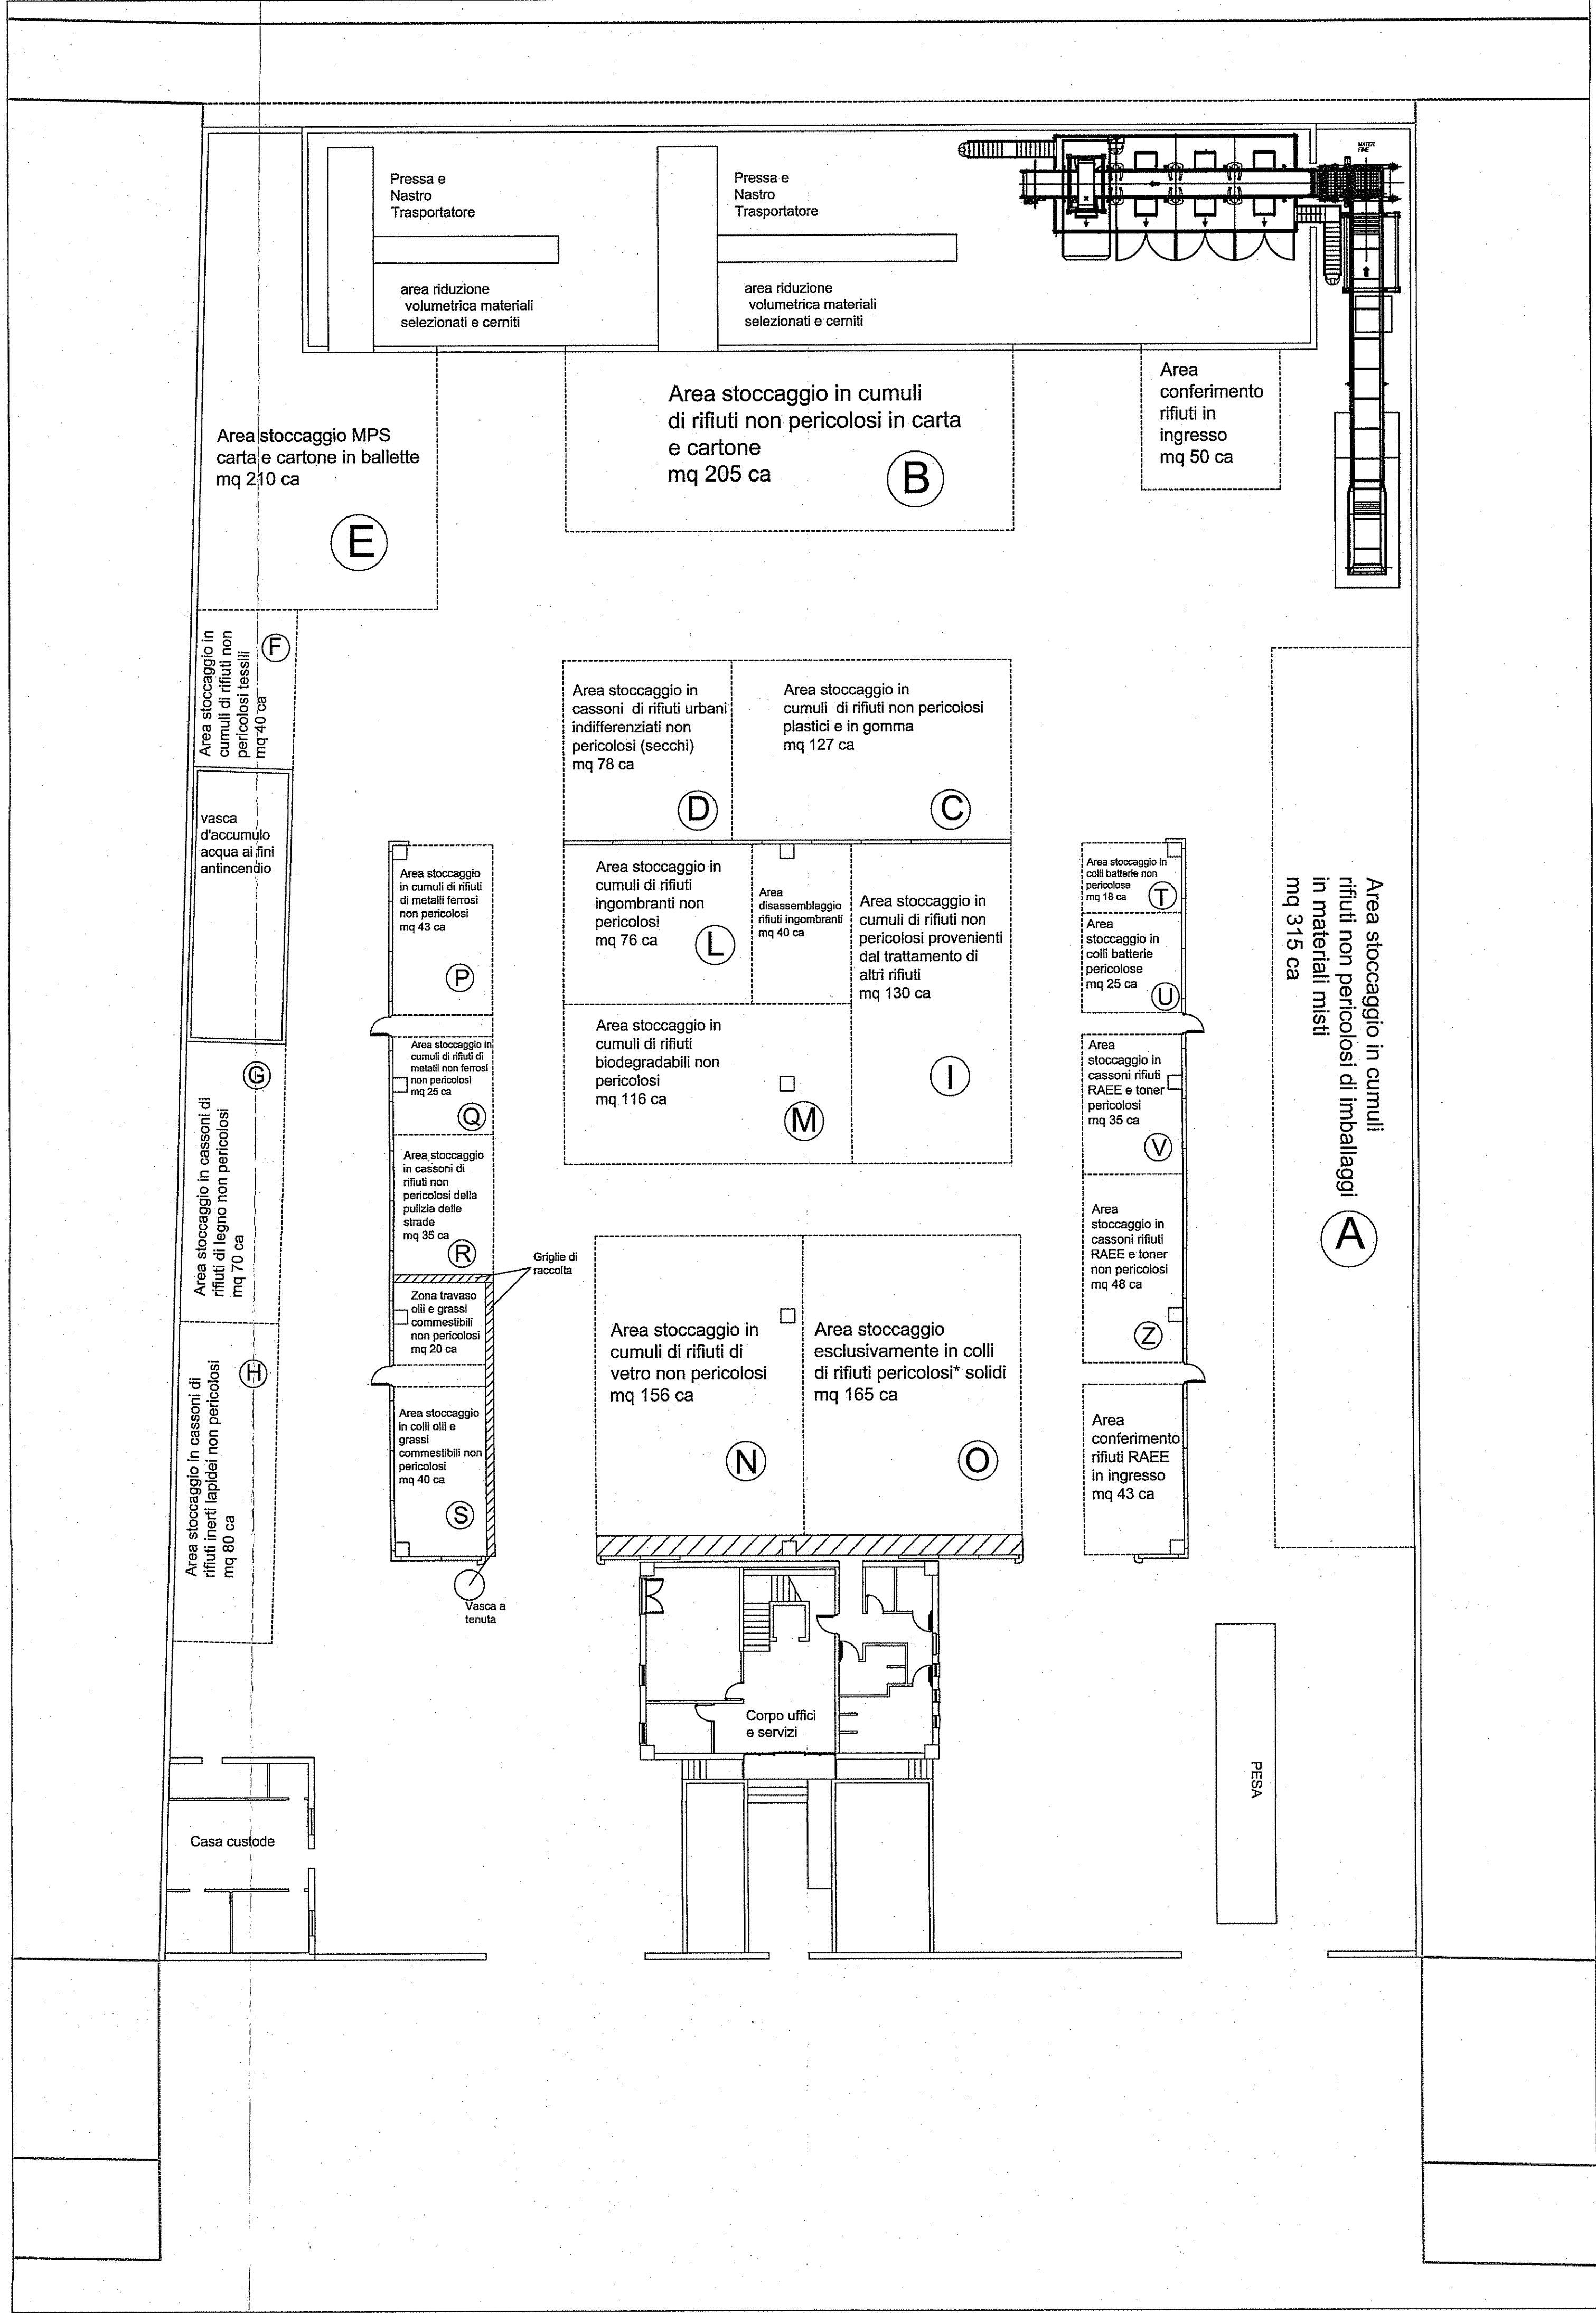 Pressa e
Nastro
Trasportatore
area riduzione
volumetrica materiali
selezionati e cerniti
Pressa e
Nastro
Trasportatore
area riduzione
volumetrica materiali
selezionati e cerniti
MATER.
FINE
Area stoccaggio MPS
carta e cartone in ballette
mq 210 ca
E
Area stoccaggio in cumuli
di rifiuti non pericolosi in carta
e cartone
mq 205 ca
B
Area
conferimento
rifiuti in
ingresso
mq 50 ca
Area stoccaggio in
cumuli di rifiuti non
pericolosi tessili
mq 40 ca
F
vasca
d'accumulo
acqua ai fini
antincendio
Area stoccaggio in cassoni di
rifiuti di legno non pericolosi
mq 70 ca
G
Area stoccaggio in cassoni di
rifiuti inerti lapidei non pericolosi
mq 80 ca
H
Area stoccaggio
in cumuli di rifiuti
di metalli ferrosi
non pericolosi
mq 43 ca
P
Area stoccaggio in
cumuli di rifiuti di
metalli non ferrosi
non pericolosi
mq 25 ca
Q
Area stoccaggio
in cassoni di
rifiuti non
pericolosi della
pulizia delle
strade
mq 35 ca
R
Griglie di
raccolta
Zona travaso
olii e grassi
commestibili
non pericolosi
mq 20 ca
Area stoccaggio
in colli olii e
grassi
commestibili non
pericolosi
mq 40 ca
S
Vasca a
tenuta
Area stoccaggio in
cassoni di rifiuti urbani
indifferenziati non
pericolosi (secchi)
mq 78 ca
D
Area stoccaggio in
cumuli di rifiuti non pericolosi
plastici e in gomma
mq 127 ca
C
Area stoccaggio in
cumuli di rifiuti
ingombranti non
pericolosi
mq 76 ca
L
Area
disassemblaggio
rifiuti ingombranti
mq 40 ca
Area stoccaggio in
cumuli di rifiuti non
pericolosi provenienti
dal trattamento di
altri rifiuti
mq 130 ca
I
Area stoccaggio in
cumuli di rifiuti
biodegradabili non
pericolosi
mq 116 ca
M
Area stoccaggio in
cumuli di rifiuti di
vetro non pericolosi
mq 156 ca
N
Area stoccaggio
esclusivamente in colli
di rifiuti pericolosi* solidi
mq 165 ca
O
Area stoccaggio in
colli batterie non
pericolose
mq 18 ca
T
Area
stoccaggio in
colli batterie
pericolose
mq 25 ca
U
Area
stoccaggio in
cassoni rifiuti
RAEE e toner
pericolosi
mq 35 ca
V
Area
stoccaggio in
cassoni rifiuti
RAEE e toner
non pericolosi
mq 48 ca
Z
Area
conferimento
rifiuti RAEE
in ingresso
mq 43 ca
Area stoccaggio in cumuli
rifiuti non pericolosi di imballaggi
in materiali misti
mq 315 ca
A
Corpo uffici
e servizi
PESA
Casa custode